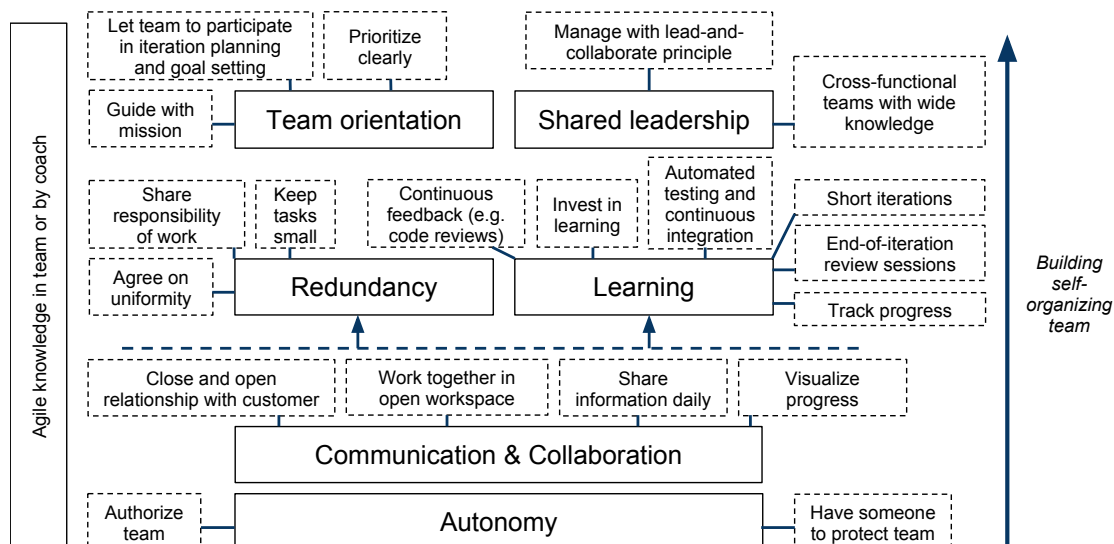 Let team to participate
in iteration planning
and goal setting
Prioritize
clearly
Manage with lead-and-
collaborate principle
Guide with
mission
Team orientation
Shared leadership
Cross-functional
teams with wide
knowledge
Share
responsibility
of work
Keep
tasks
small
Continuous
feedback (e.g.
code reviews)
Invest in
learning
Automated
testing and
continuous
integration
Short iterations
End-of-iteration
review sessions
Track progress
Agree on
uniformity
Redundancy
Learning
Building
self-
organizing
team
Agile knowledge in team or by coach
Close and open
relationship with customer
Work together in
open workspace
Share
information daily
Visualize
progress
Communication & Collaboration
Authorize
team
Autonomy
Have someone
to protect team